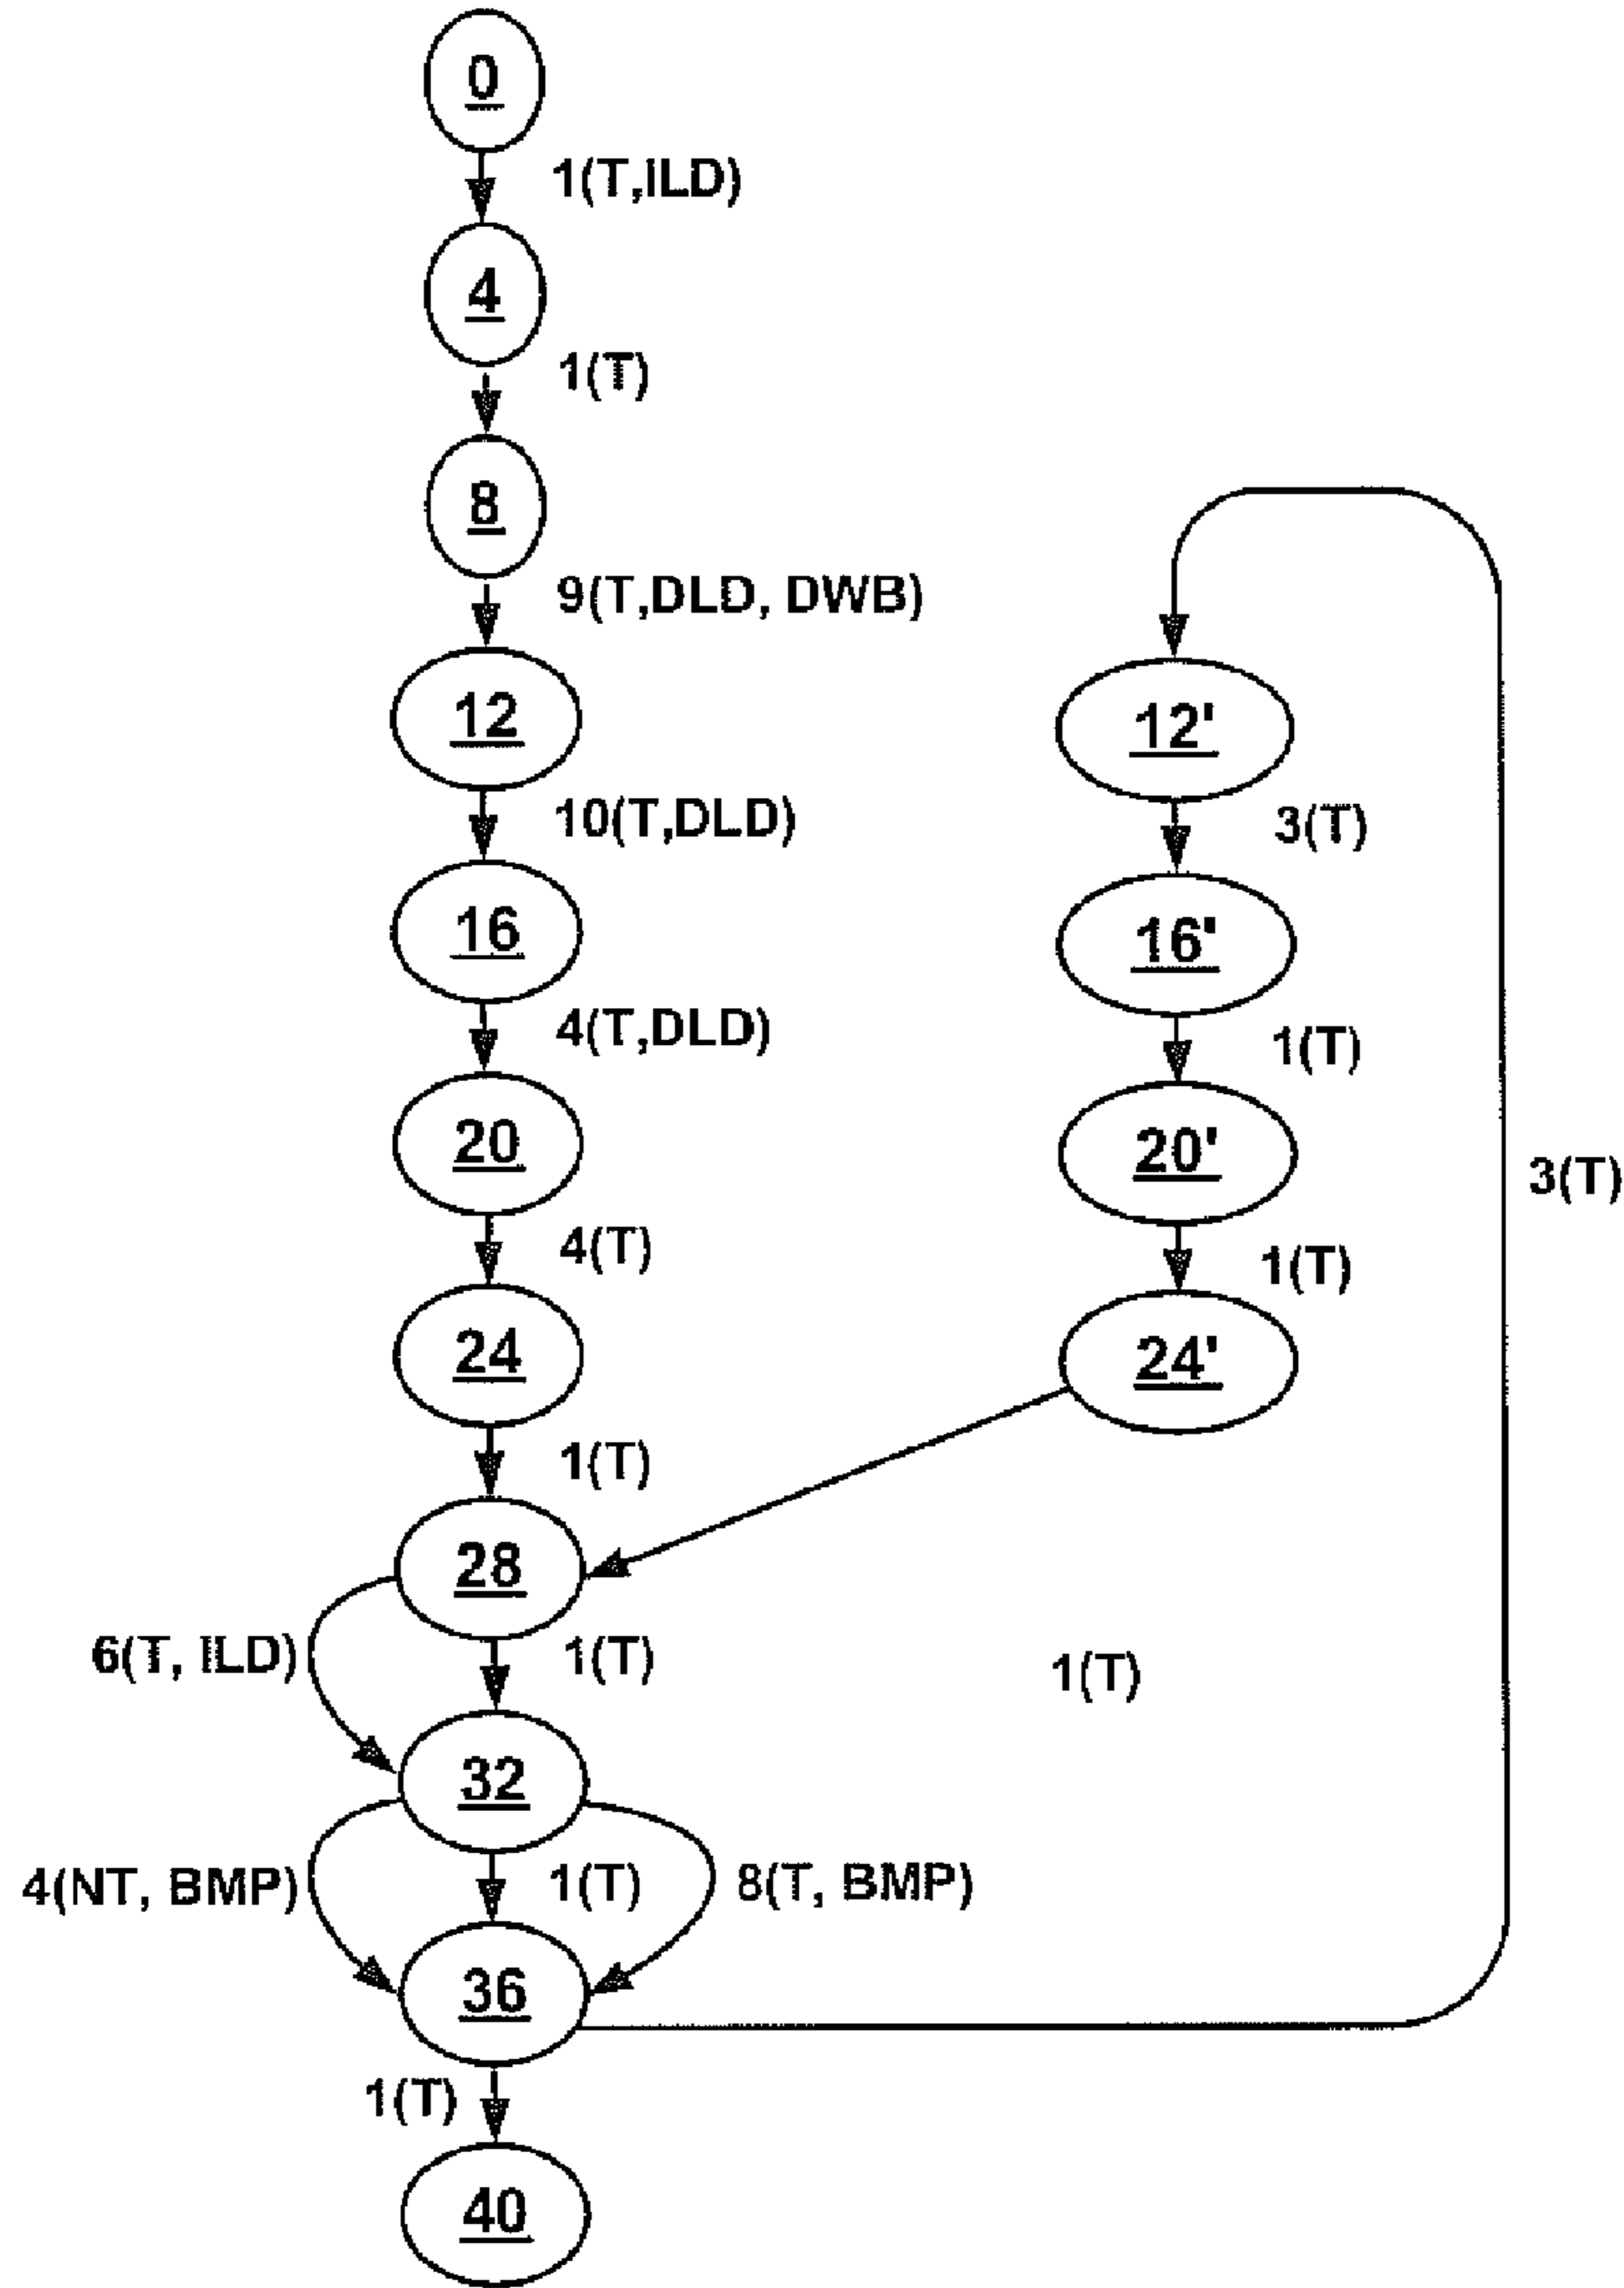 0
1(T,ILD)
4
1(T)
8
9(T,DLD, DWB)
12
12'
10(T,DLD)
3(T)
16
16'
4(T,DLD)
1(T)
20
20'
3(T)
4(T)
1(T)
24
24'
1(T)
28
6(T, ILD)
1(T)
1(T)
32
4(NT, BMP)
1(T)
8(T, BMP)
36
1(T)
40